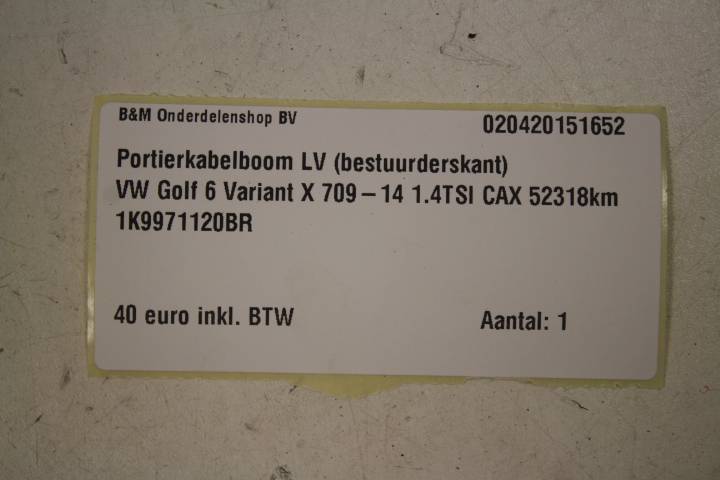 B&M Onderdelenshop BV 020420151652
Portierkabelboom LV (bestuurderskant)
VW Golf 6 Variant X 709 – 14 1.4TSI CAX 52318km
1K9971120BR
40 euro inkl. BTW Aantal: 1